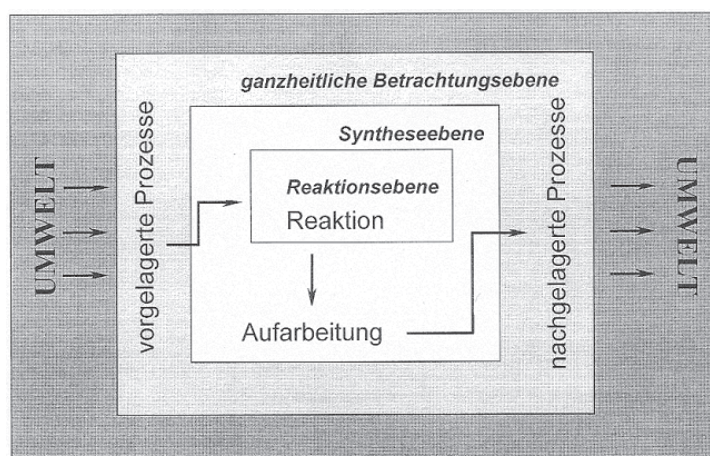 ganzheitliche Betrachtungsebene
Syntheseebene
Reaktionsebene
Reaktion
Aufarbeitung
UMWELT
vorgelagerte Prozesse
nachgelagerte Prozesse
UMWELT